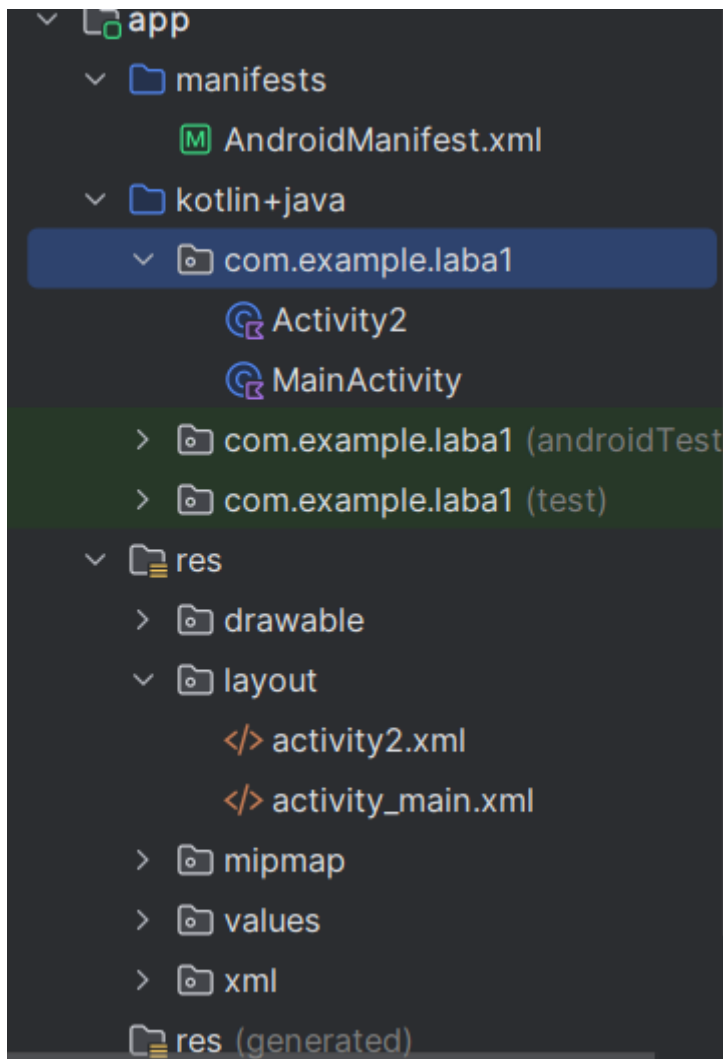 app
manifests
AndroidManifest.xml
kotlin+java
com.example.laba1
Activity2
MainActivity
com.example.laba1 (androidTest
com.example.laba1 (test)
res
drawable
layout
activity2.xml
activity_main.xml
mipmap
values
xml
res (generated)